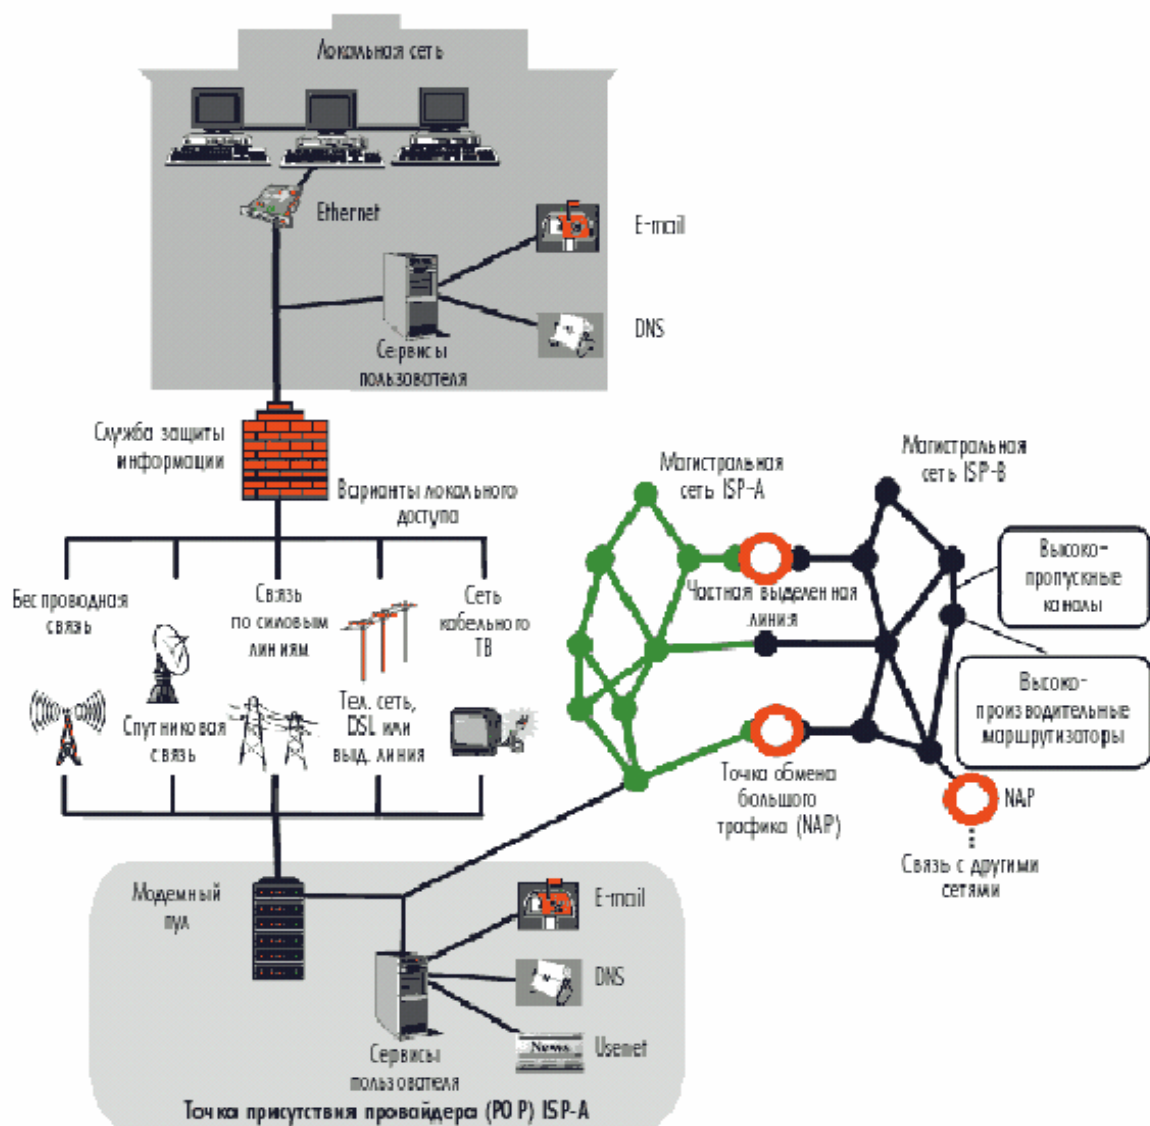 Локальная сеть
Ethernet
E-mail
DNS
Сервисы
пользователя
Служба защиты
информации
Варианты локального
доступа
Беспроводная
связь
Спутниковая
связь
Связь
по силовым
линиям
Тел. сеть,
DSL или
выд. линия
Сеть
кабельного
ТВ
Магистральная
сеть ISP-A
Магистральная
сеть ISP-B
Частная выделенная
линия
Высоко-
пропускные
каналы
Высоко-
производительные
маршрутизаторы
Точка обмена
большого
трафика (NAP)
NAP
Связь с другими
сетями
Модемный
пул
E-mail
DNS
News
Usenet
Сервисы
пользователя
Точка присутствия провайдера (POP) ISP-A